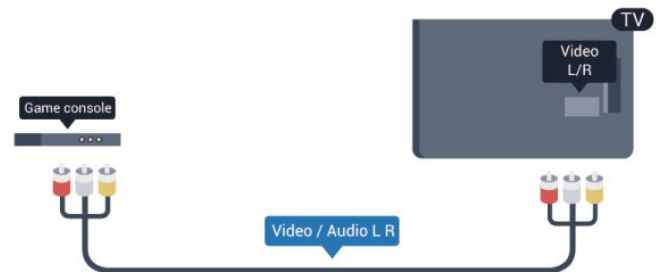 TV
Video
L/R
Game console
Video / Audio L R